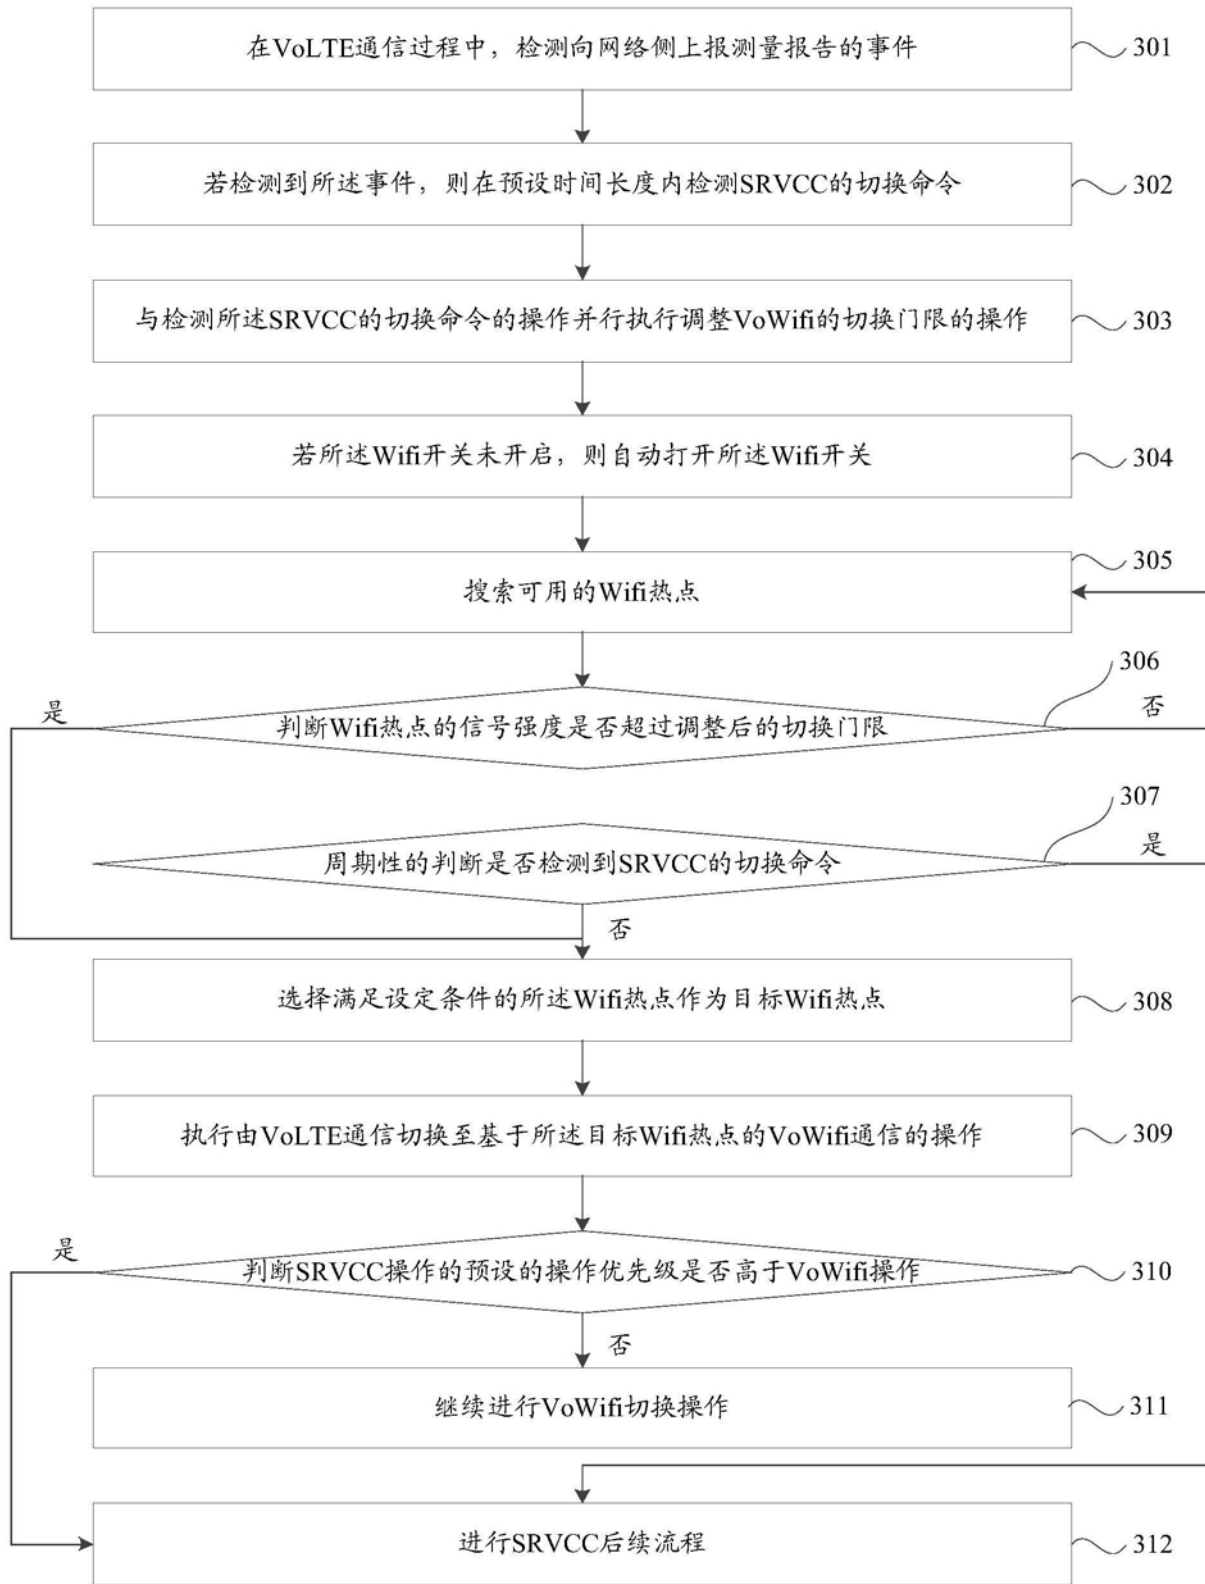 在VoLTE通信过程中，检测向网络侧上报测量报告的事件
301
若检测到所述事件，则在预设时间长度内检测SRVCC的切换命令
302
与检测所述SRVCC的切换命令的操作并行执行调整VoWifi的切换门限的操作
303
若所述Wifi开关未开启，则自动打开所述Wifi开关
304
搜索可用的Wifi热点
305
306
是
判断Wifi热点的信号强度是否超过调整后的切换门限
否
307
周期性的判断是否检测到SRVCC的切换命令
是
否
选择满足设定条件的所述Wifi热点作为目标Wifi热点
308
执行由VoLTE通信切换至基于所述目标Wifi热点的VoWifi通信的操作
309
是
判断SRVCC操作的预设的操作优先级是否高于VoWifi操作
310
否
继续进行VoWifi切换操作
311
进行SRVCC后续流程
312